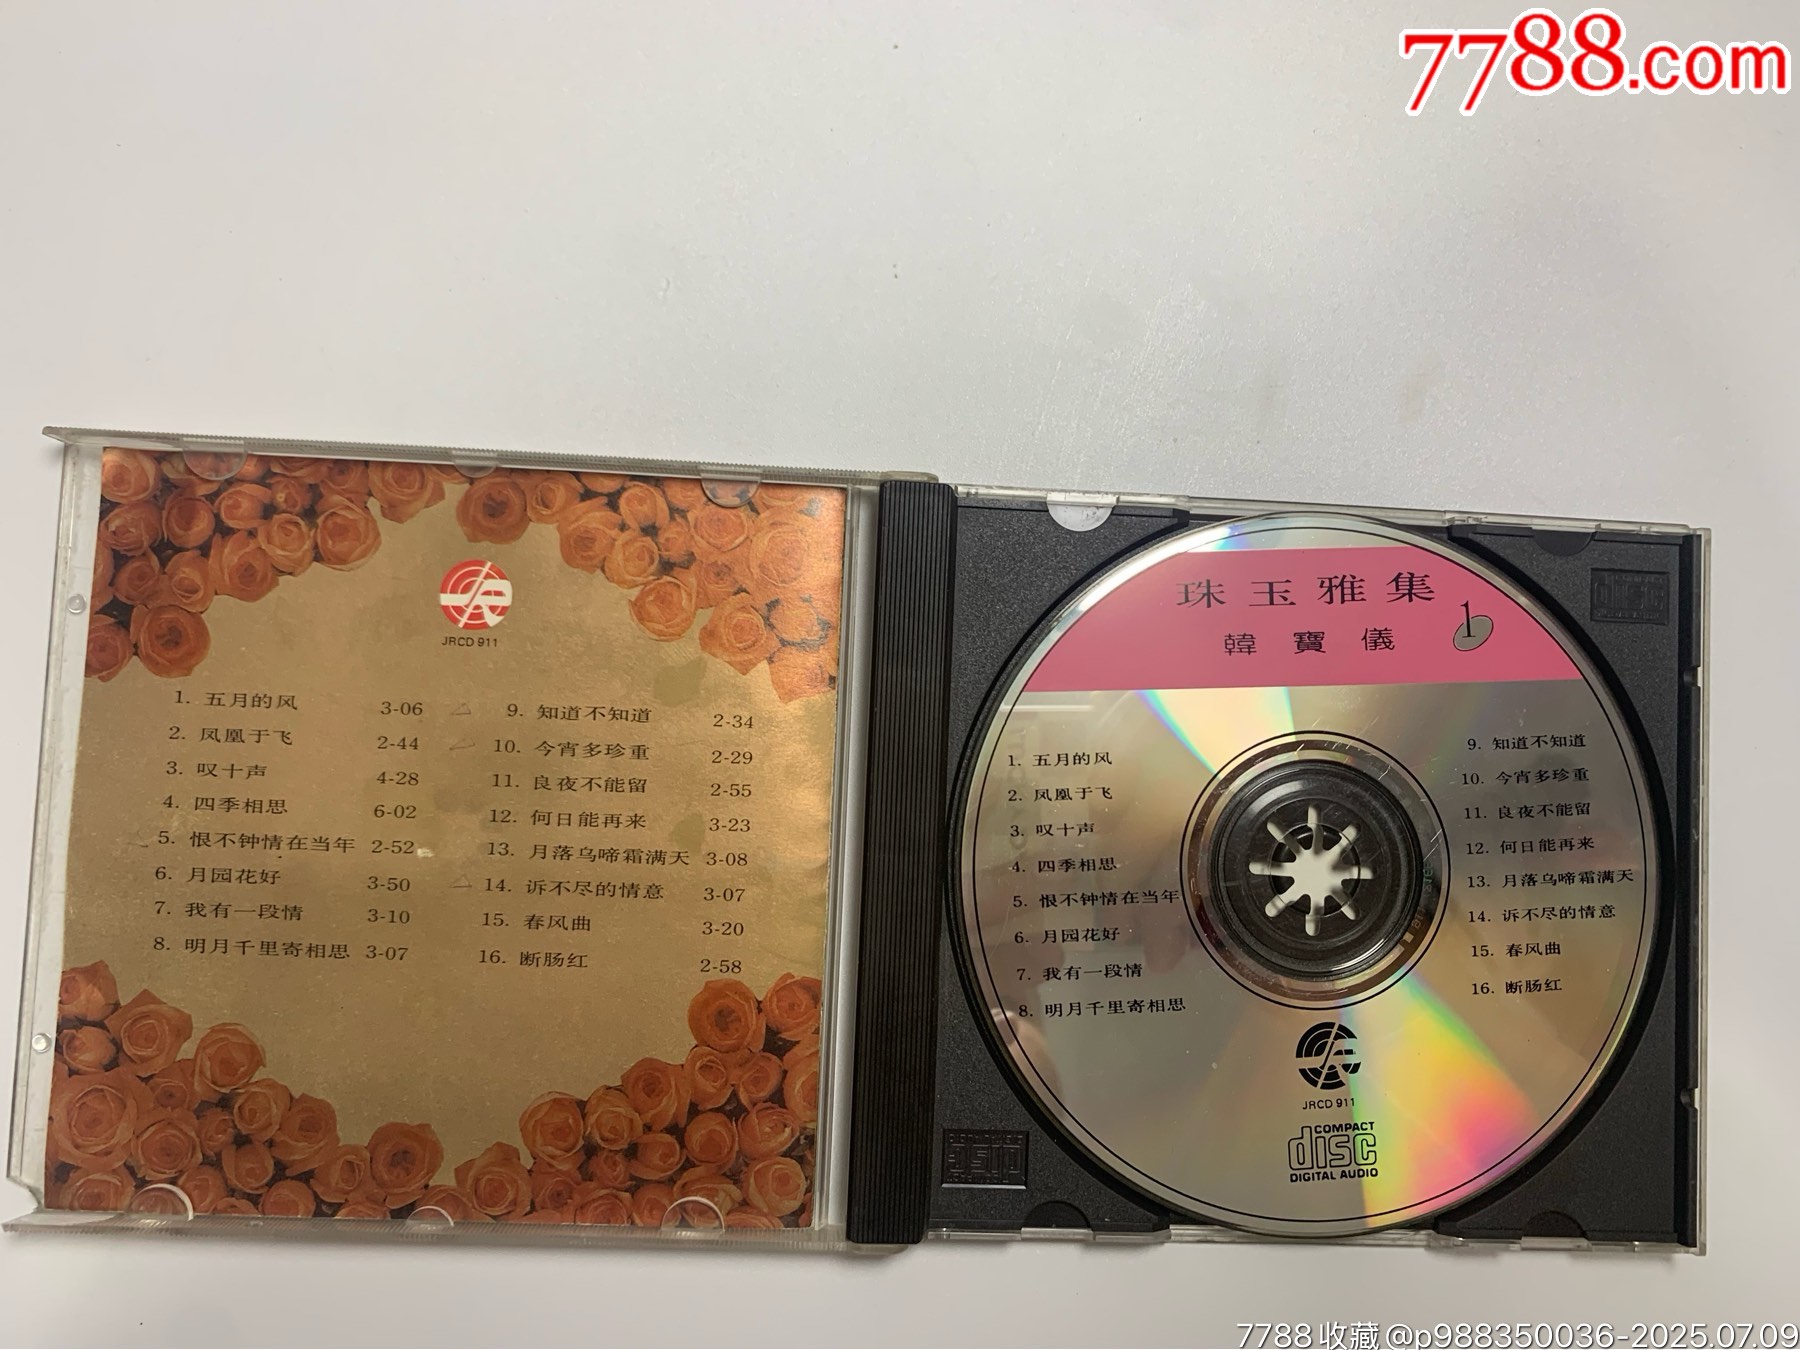 7788.com
JRCD 911
1. 五月的风 3-06
2. 凤凰于飞 2-44
3. 叹十声 4-28
4. 四季相思 6-02
5. 恨不钟情在当年 2-52
6. 月园花好 3-50
7. 我有一段情 3-10
8. 明月千里寄相思 3-07
9. 知道不知道 2-34
10. 今宵多珍重 2-29
11. 良夜不能留 2-55
12. 何日能再来 3-23
13. 月落乌啼霜满天 3-08
14. 诉不尽的情意 3-07
15. 春风曲 3-20
16. 断肠红 2-58
珠玉雅集
韓寶儀
1
1. 五月的风
2. 凤凰于飞
3. 叹十声
4. 四季相思
5. 恨不钟情在当年
6. 月园花好
7. 我有一段情
8. 明月千里寄相思
9. 知道不知道
10. 今宵多珍重
11. 良夜不能留
12. 何日能再来
13. 月落乌啼霜满天
14. 诉不尽的情意
15. 春风曲
16. 断肠红
JRCD 911
COMPACT
disc
DIGITAL AUDIO
7788收藏@p988350036-2025.07.09